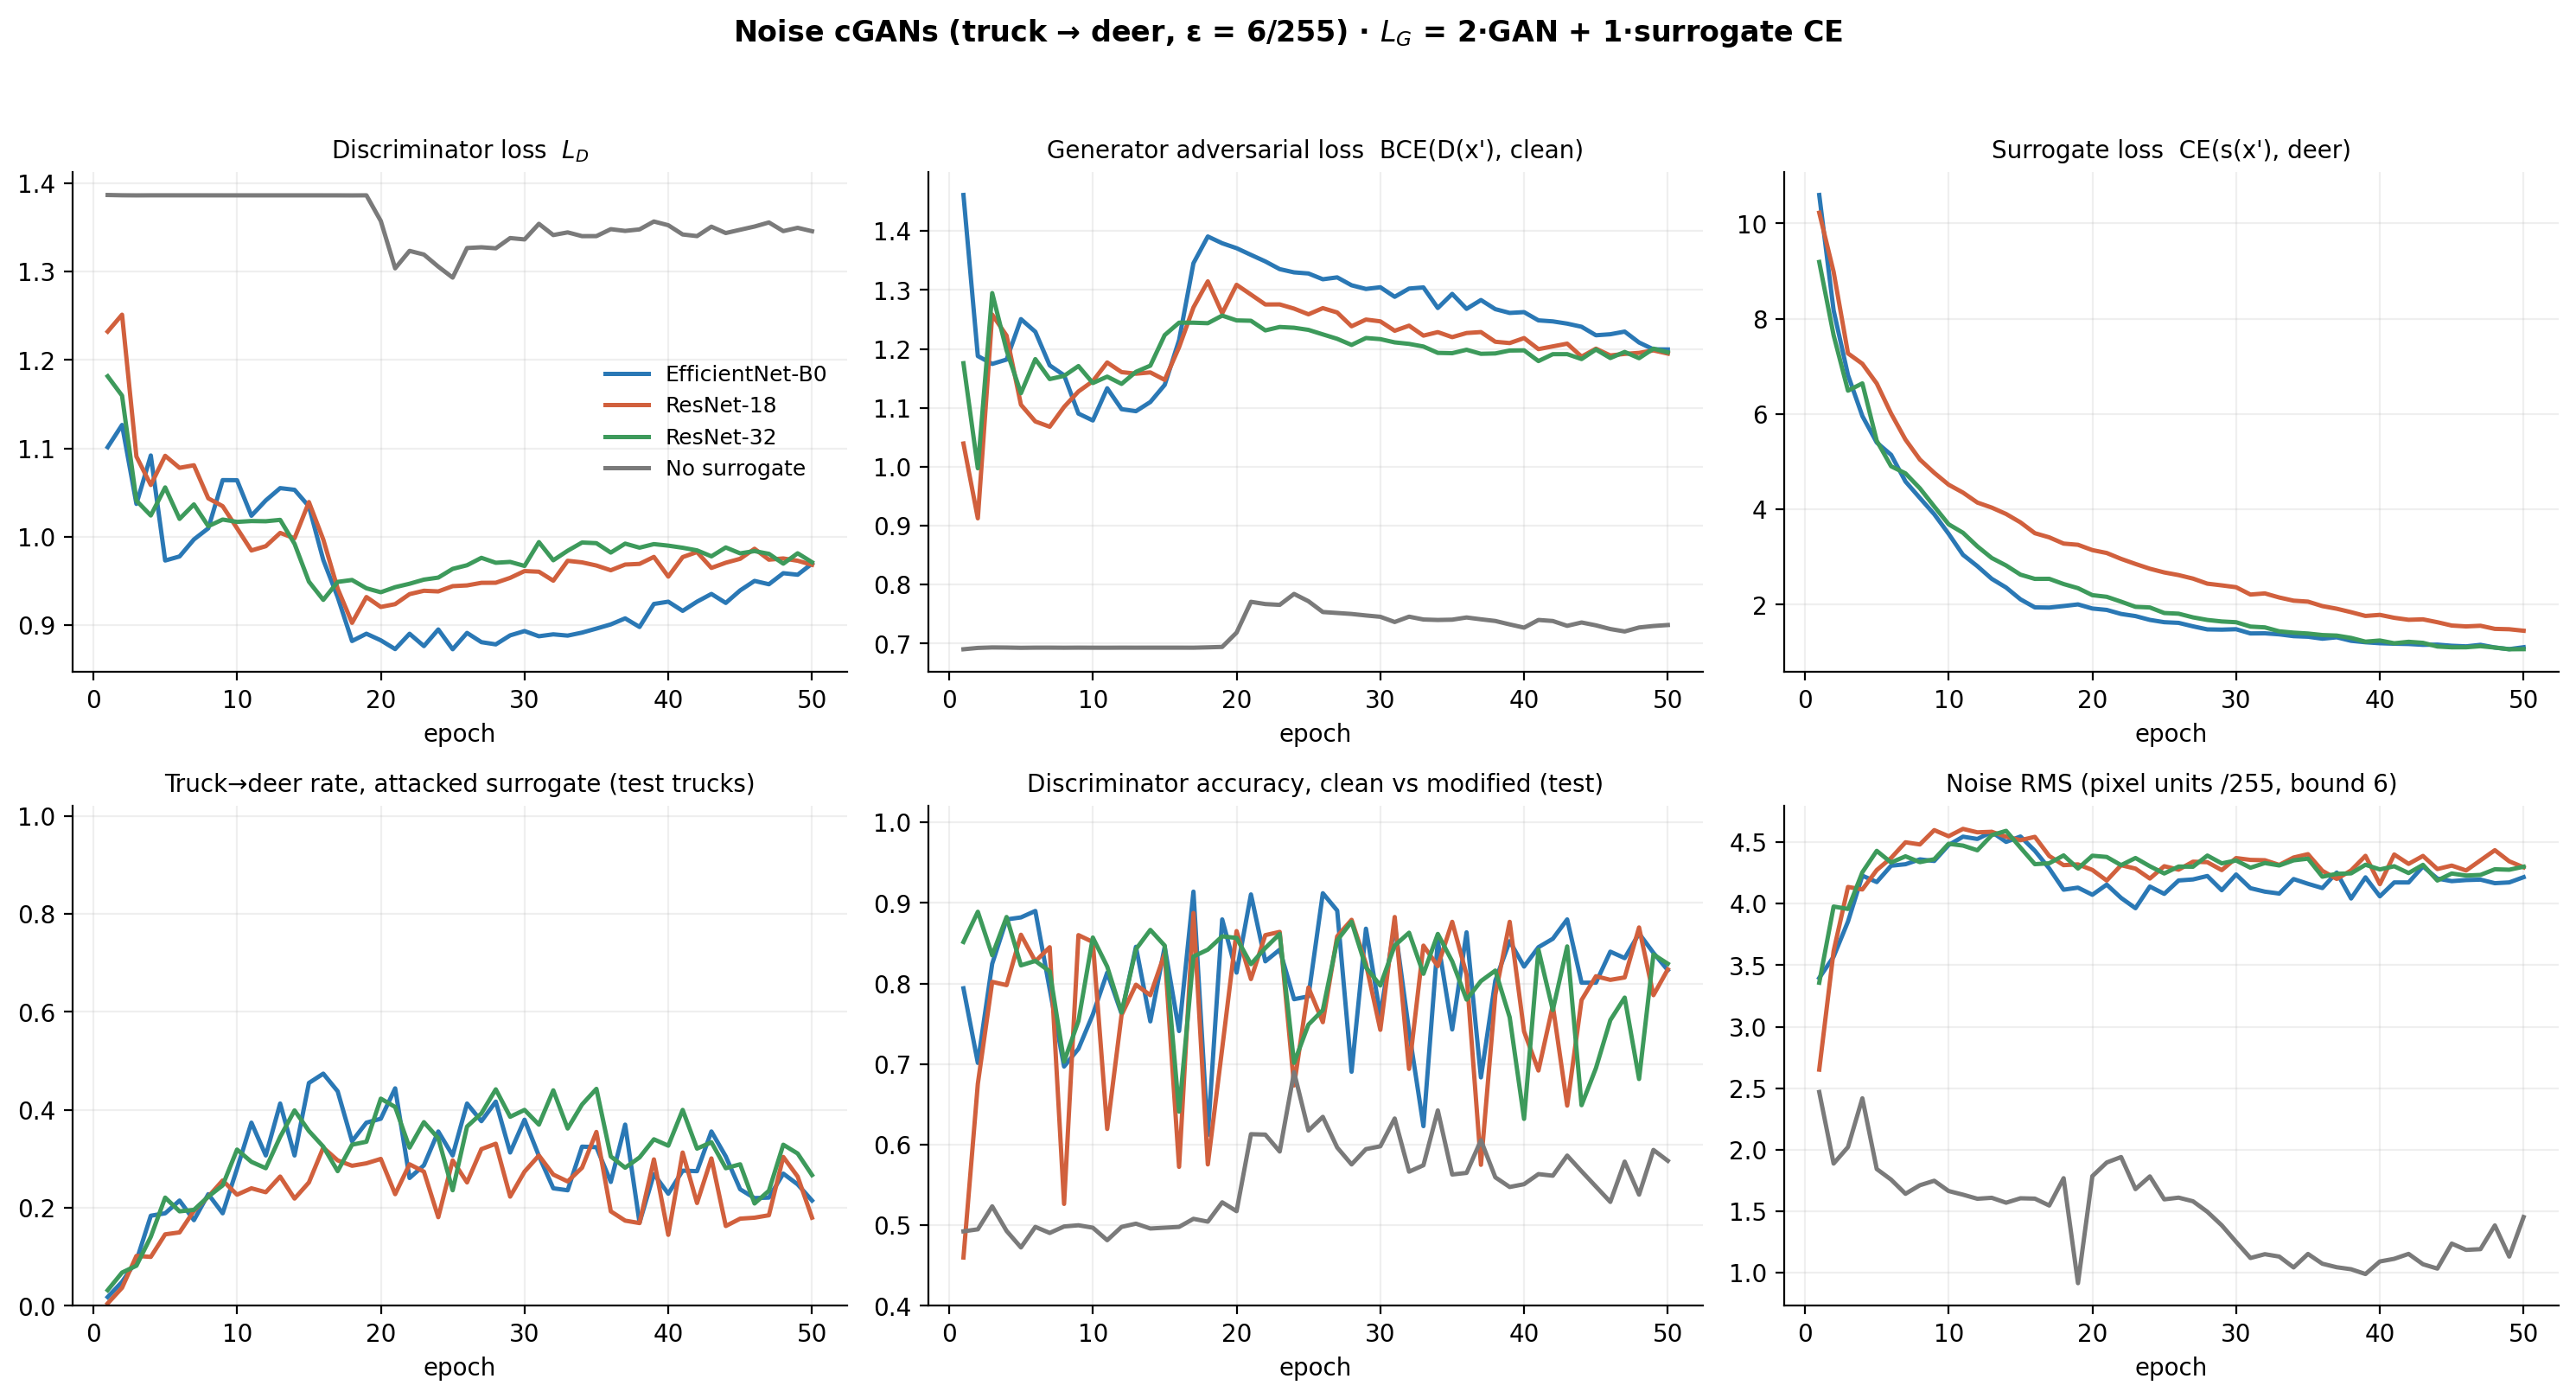 Noise cGANs (truck → deer, ε = 6/255) · L_G = 2·GAN + 1·surrogate CE
Discriminator loss L_D
1.4
1.3
1.2
1.1
1.0
0.9
EfficientNet-B0
ResNet-18
ResNet-32
No surrogate
0 10 20 30 40 50
epoch
Generator adversarial loss BCE(D(x'), clean)
1.4
1.3
1.2
1.1
1.0
0.9
0.8
0.7
0 10 20 30 40 50
epoch
Surrogate loss CE(s(x'), deer)
10
8
6
4
2
0 10 20 30 40 50
epoch
Truck→deer rate, attacked surrogate (test trucks)
1.0
0.8
0.6
0.4
0.2
0.0
0 10 20 30 40 50
epoch
Discriminator accuracy, clean vs modified (test)
1.0
0.9
0.8
0.7
0.6
0.5
0.4
0 10 20 30 40 50
epoch
Noise RMS (pixel units /255, bound 6)
4.5
4.0
3.5
3.0
2.5
2.0
1.5
1.0
0 10 20 30 40 50
epoch